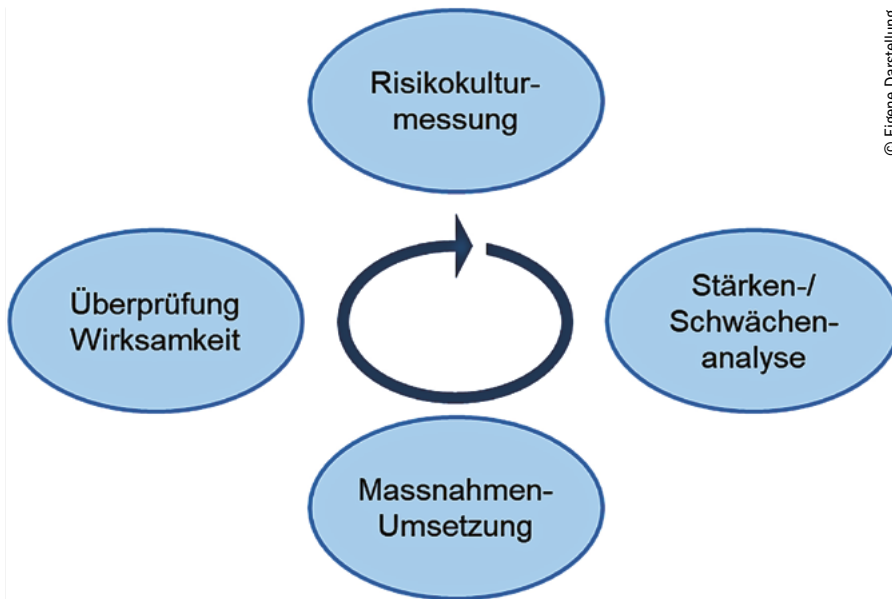 Risikokultur-
messung
Stärken-/
Schwächen-
analyse
Massnahmen-
Umsetzung
Überprüfung
Wirksamkeit
© Eigene Darstellung